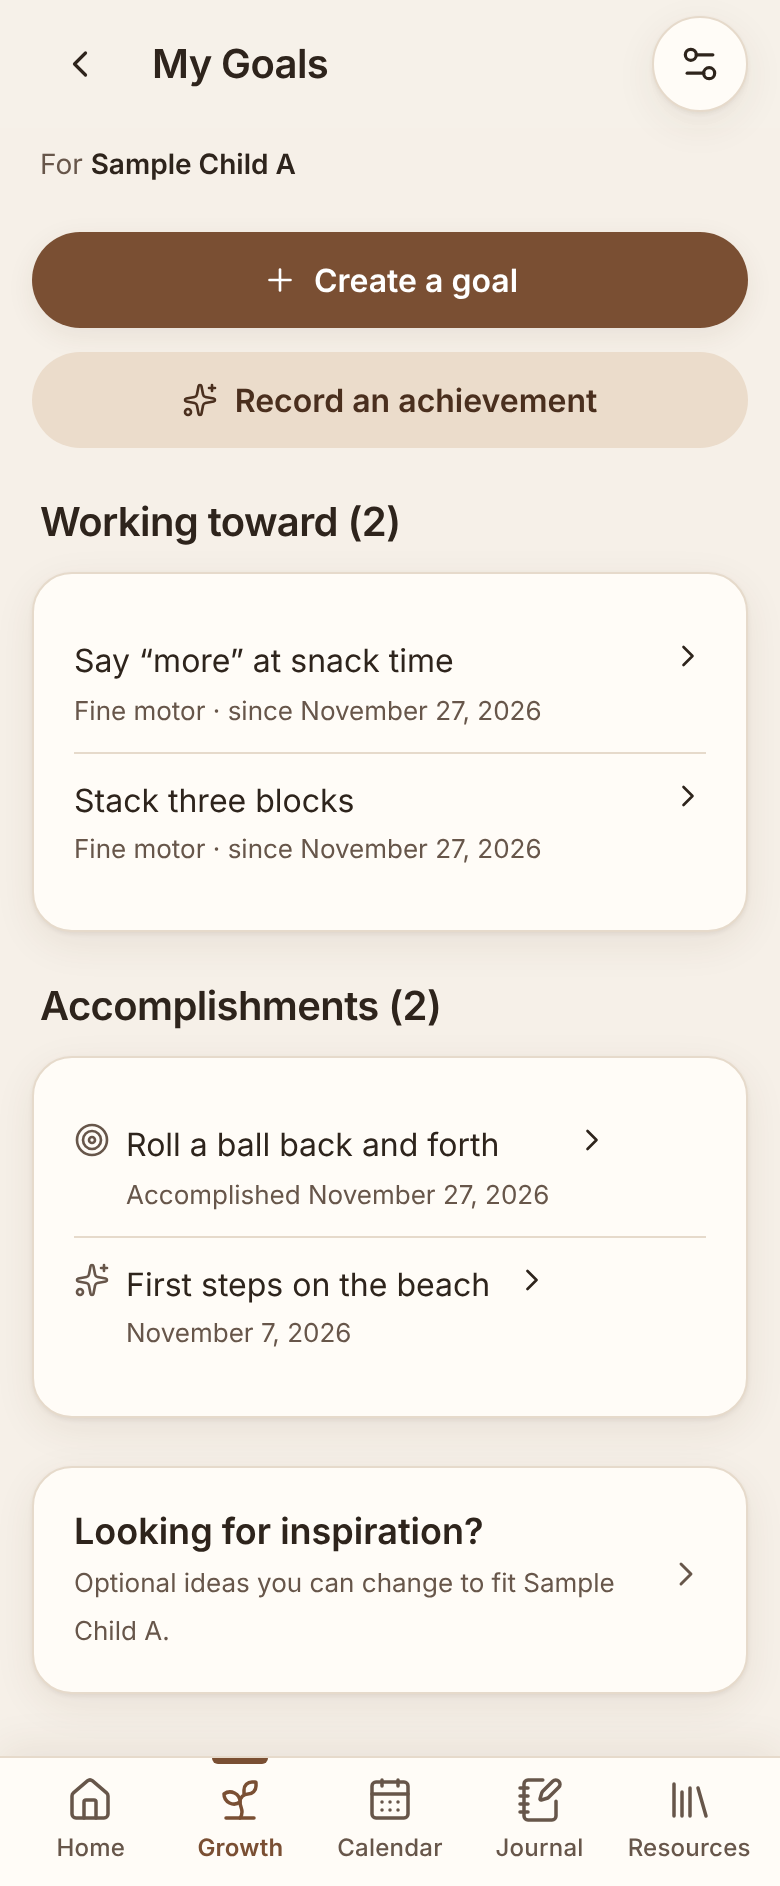 My Goals
For Sample Child A
Create a goal
Record an achievement
Working toward (2)
Say “more” at snack time
Fine motor · since November 27, 2026
Stack three blocks
Fine motor · since November 27, 2026
Accomplishments (2)
Roll a ball back and forth
Accomplished November 27, 2026
First steps on the beach
November 7, 2026
Looking for inspiration?
Optional ideas you can change to fit Sample
Child A.
Home Growth Calendar Journal Resources